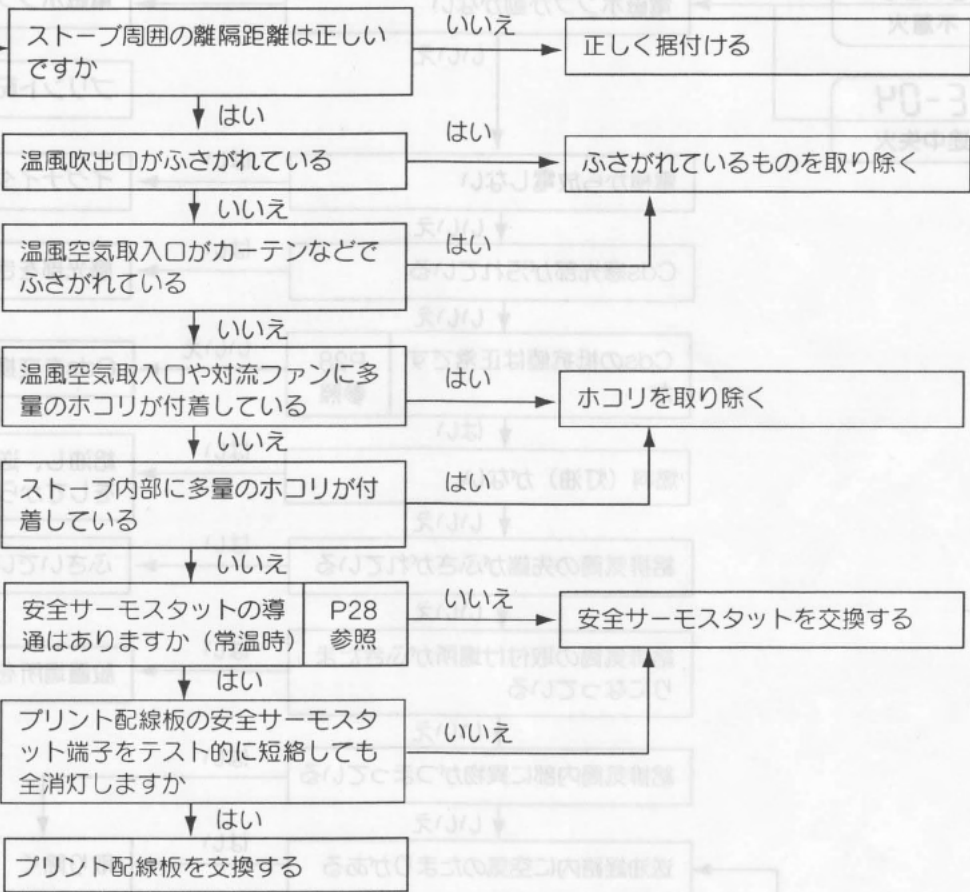 ストーブ周囲の離隔距離は正しい
ですか
いいえ
正しく据付ける
はい
温風吹出口がふさがれている
はい
ふさがれているものを取り除く
いいえ
温風空気取入口がカーテンなどで
ふさがれている
はい
いいえ
温風空気取入口や対流ファンに多
量のホコリが付着している
はい
ホコリを取り除く
いいえ
ストーブ内部に多量のホコリが付
着している
はい
いいえ
安全サーモスタットの導
通はありますか（常温時）
P28
参照
いいえ
安全サーモスタットを交換する
はい
プリント配線板の安全サーモスタ
ット端子をテスト的に短絡しても
全消灯しますか
いいえ
はい
プリント配線板を交換する